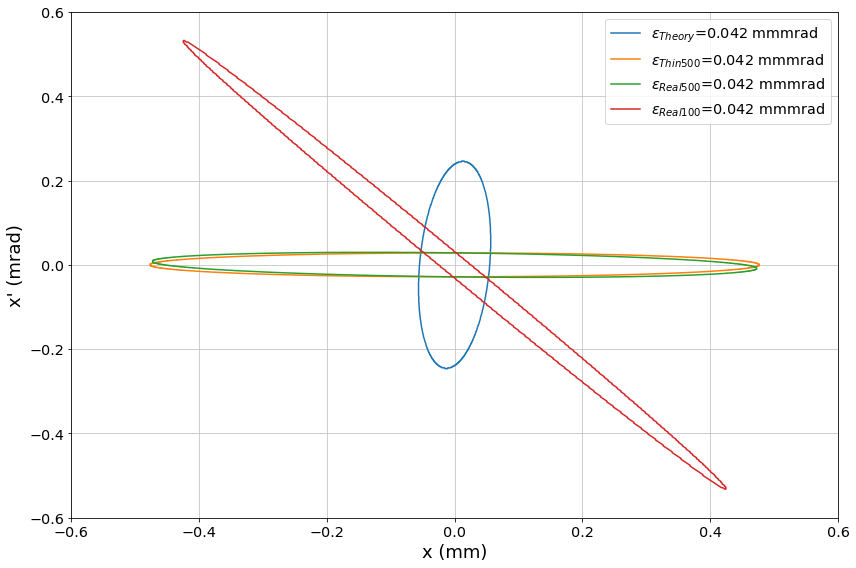 0.6
0.4
0.2
0.0
−0.2
−0.4
−0.6
x' (mrad)
ε_Theory=0.042 mmmrad
ε_Thin500=0.042 mmmrad
ε_Real500=0.042 mmmrad
ε_Real100=0.042 mmmrad
−0.6 −0.4 −0.2 0.0 0.2 0.4 0.6
x (mm)